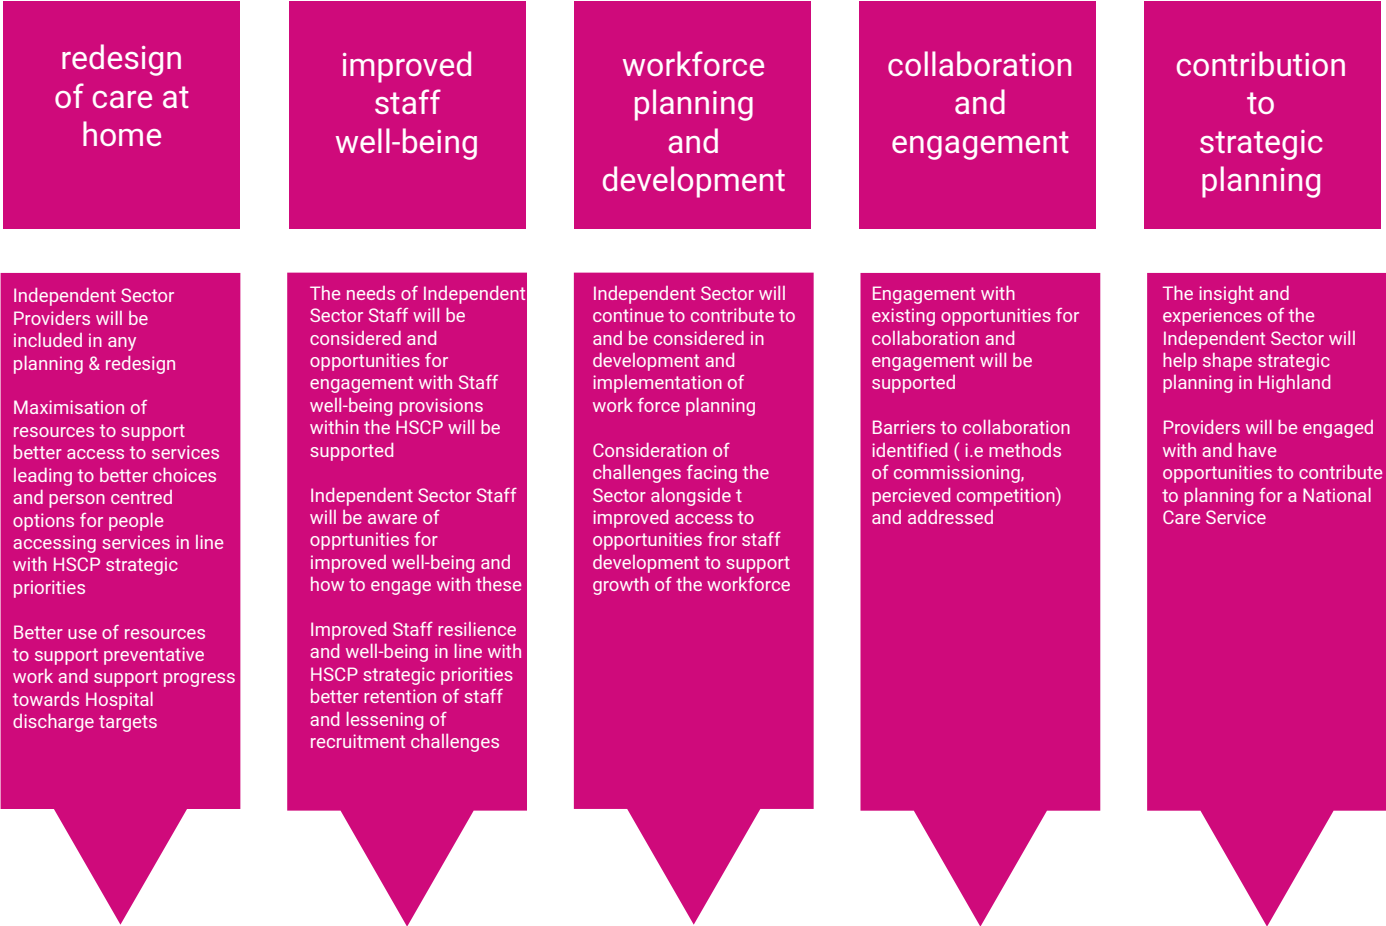 redesign
of care at
home
improved
staff
well-being
workforce
planning
and
development
collaboration
and
engagement
contribution
to
strategic
planning
Independent Sector
Providers will be
included in any
planning & redesign
Maximisation of
resources to support
better access to services
leading to better choices
and person centred
options for people
accessing services in line
with HSCP strategic
priorities
Better use of resources
to support preventative
work and support progress
towards Hospital
discharge targets
The needs of Independent
Sector Staff will be
considered and
opportunities for
engagement with Staff
well-being provisions
within the HSCP will be
supported
Independent Sector Staff
will be aware of
opprtunities for
improved well-being and
how to engage with these
Improved Staff resilience
and well-being in line with
HSCP strategic priorities
better retention of staff
and lessening of
recruitment challenges
Independent Sector will
continue to contribute to
and be considered in
development and
implementation of
work force planning
Consideration of
challenges facing the
Sector alongside t
improved access to
opportunities fror staff
development to support
growth of the workforce
Engagement with
existing opportunities for
collaboration and
engagement will be
supported
Barriers to collaboration
identified ( i.e methods
of commissioning,
percieved competition)
and addressed
The insight and
experiences of the
Independent Sector will
help shape strategic
planning in Highland
Providers will be engaged
with and have
opportunities to contribute
to planning for a National
Care Service